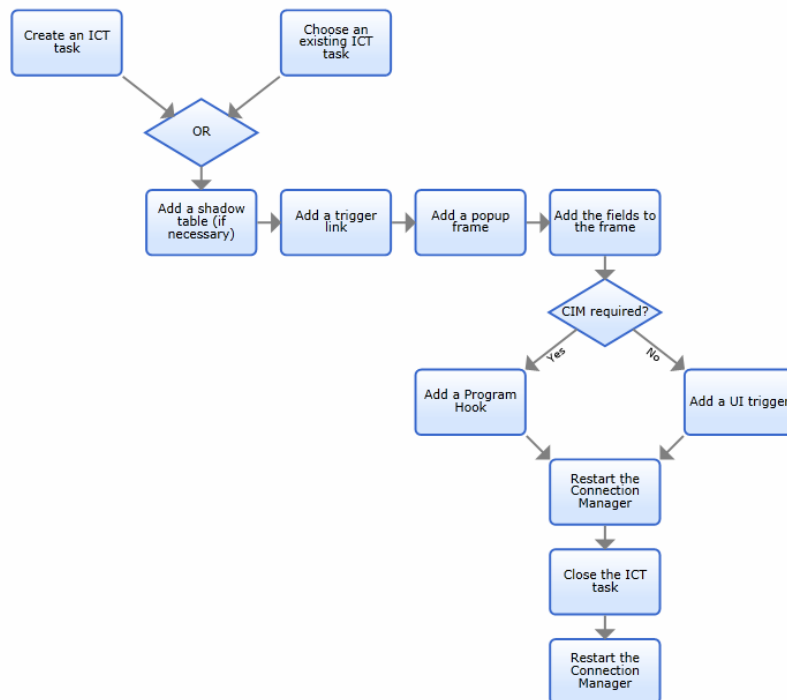 Create an ICT
task
Choose an
existing ICT
task
OR
Add a shadow
table (if
necessary)
Add a trigger
link
Add a popup
frame
Add the fields to
the frame
CIM required?
Yes
No
Add a Program
Hook
Add a UI trigger
Restart the
Connection
Manager
Close the ICT
task
Restart the
Connection
Manager